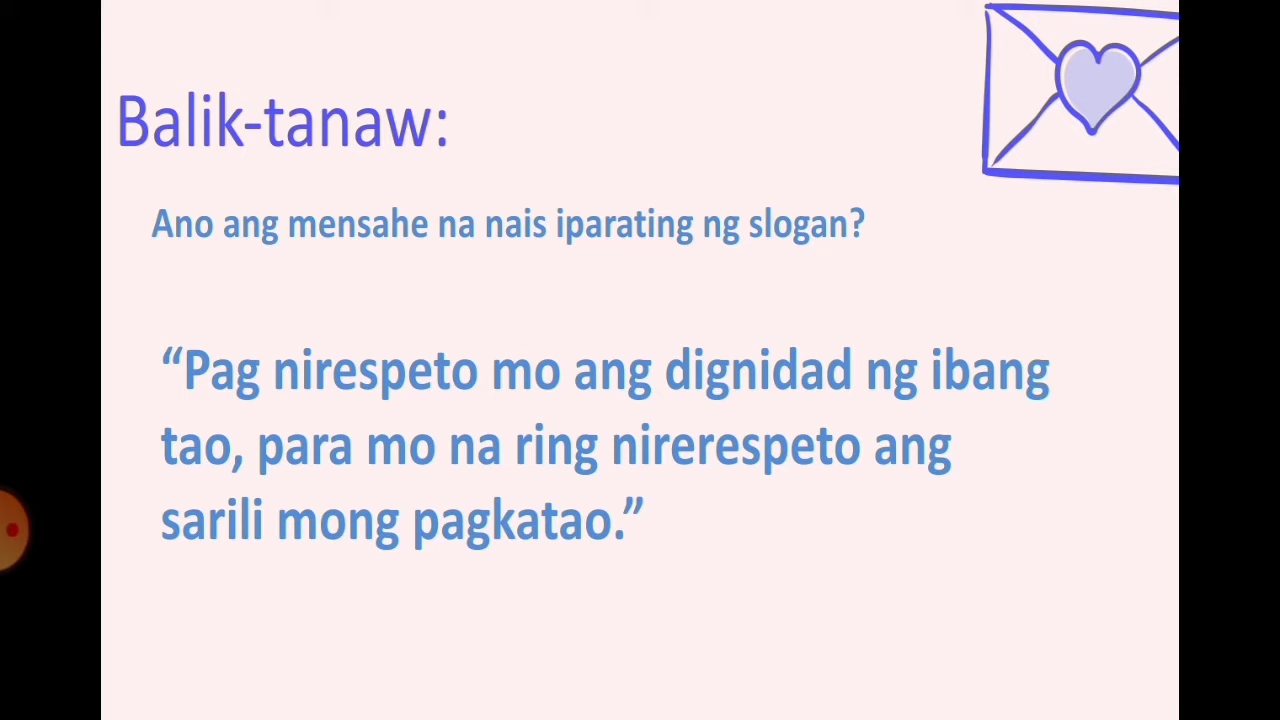 Balik-tanaw:
Ano ang mensahe na nais iparating ng slogan?
“Pag nirespeto mo ang dignidad ng ibang
tao, para mo na ring nirerespeto ang
sarili mong pagkatao.”